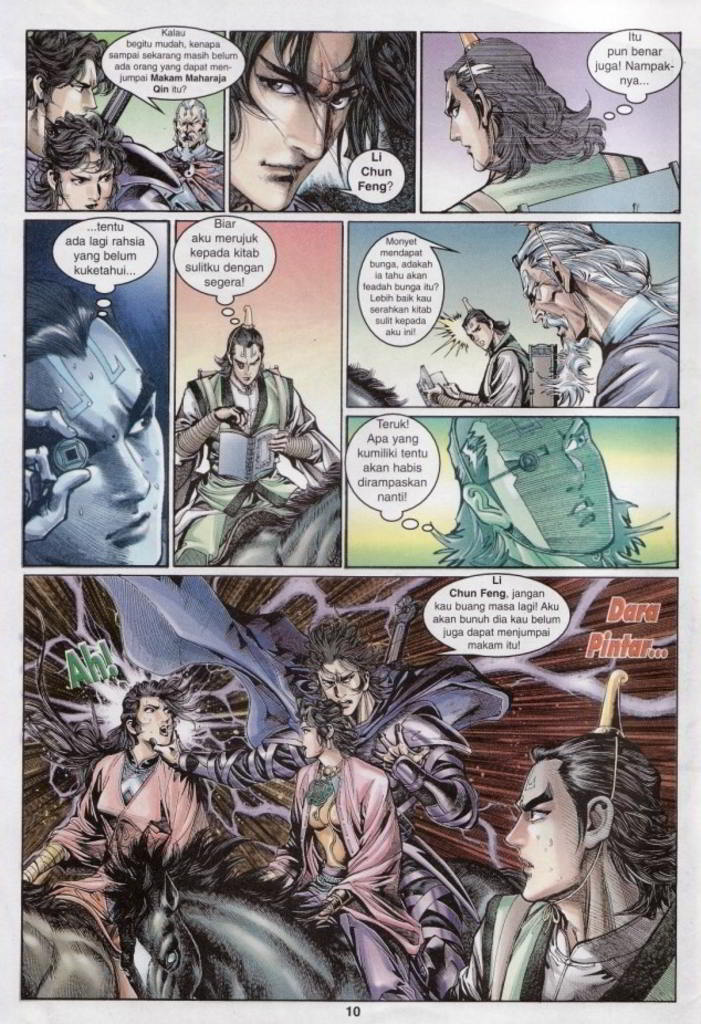 Kalau
begitu mudah, kenapa
sampai sekarang masih belum
ada orang yang dapat men-
jumpai Makam Maharaja
Qin itu?
Li
Chun
Feng?
Itu
pun benar
juga! Nampak-
nya...
...tentu
ada lagi rahsia
yang belum
kuketahui...
Biar
aku merujuk
kepada kitab
sulitku dengan
segera!
Monyet
mendapat
bunga, adakah
ia tahu akan
feadah bunga itu?
Lebih baik kau
serahkan kitab
sulit kepada
aku ini!
Teruk!
Apa yang
kumiliki tentu
akan habis
dirampaskan
nanti!
Li
Chun Feng, jangan
kau buang masa lagi! Aku
akan bunuh dia kau belum
juga dapat menjumpai
makam itu!
Dara
Pintar...
Ah!
10